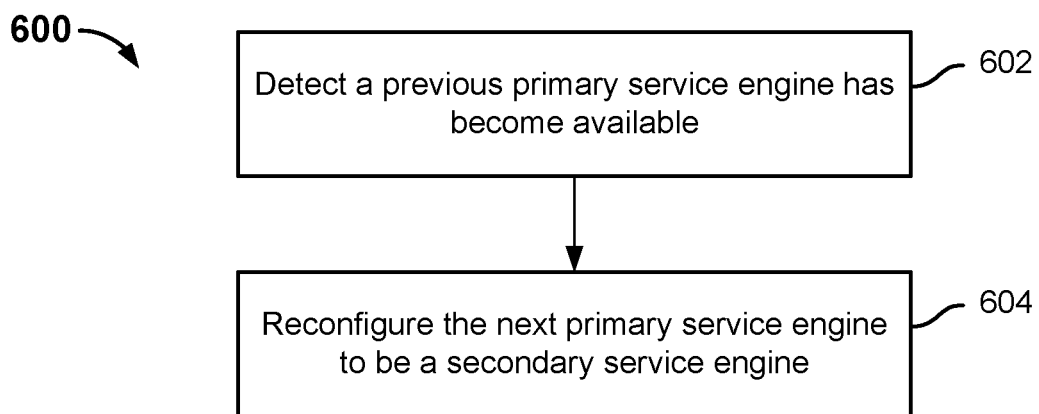 600
Detect a previous primary service engine has
become available
602
Reconfigure the next primary service engine
to be a secondary service engine
604